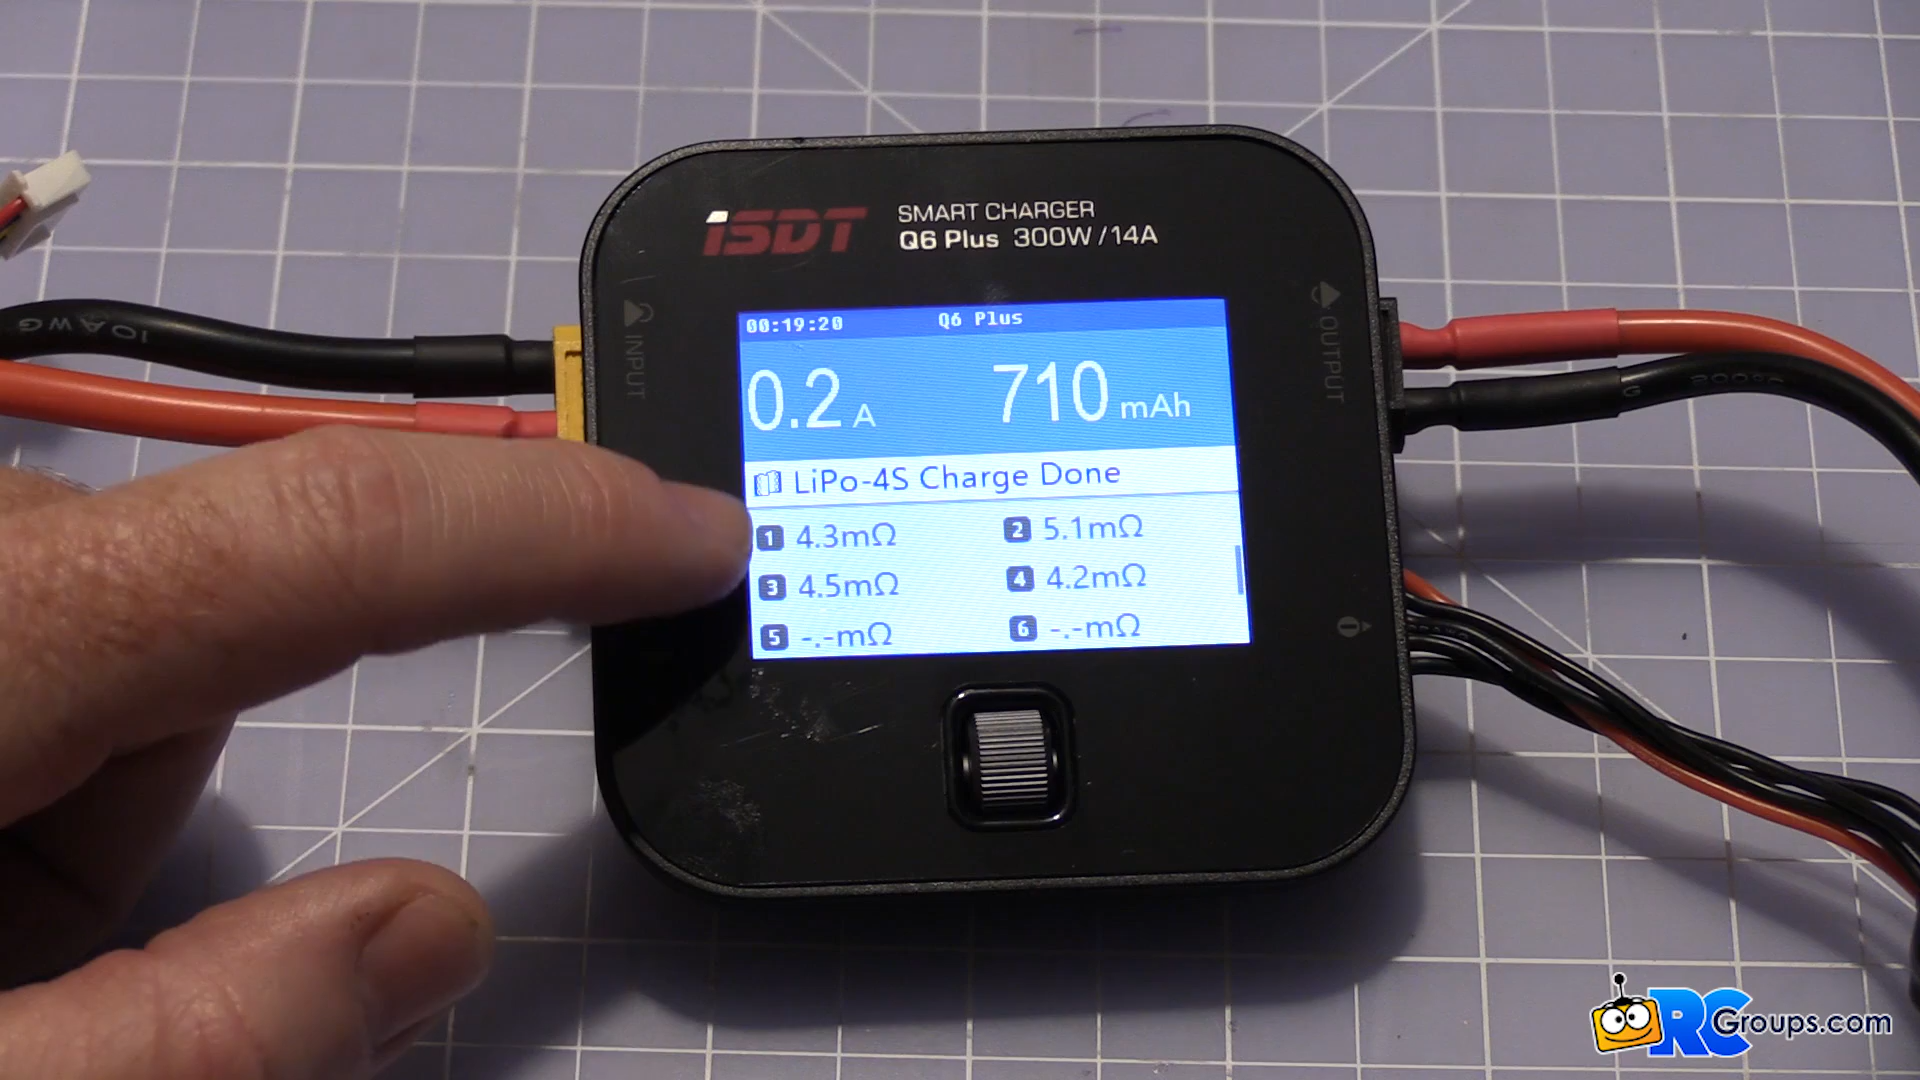 iSDT
SMART CHARGER
Q6 Plus 300W/14A
INPUT
OUTPUT
10AWG
200°C
00:19:20 Q6 Plus
0.2 A 710 mAh
LiPo-4S Charge Done
1 4.3mΩ 2 5.1mΩ
3 4.5mΩ 4 4.2mΩ
5 -.-mΩ 6 -.-mΩ
RCGroups.com